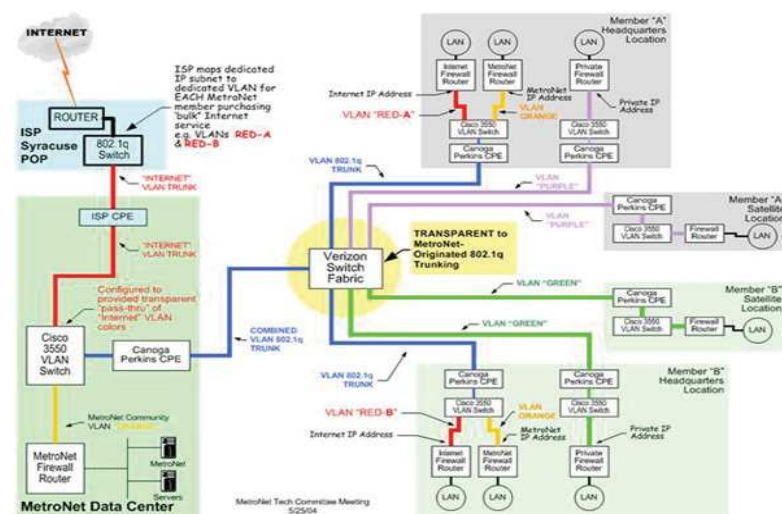 INTERNET
ROUTER
802.1q
Switch
ISP
Syracuse
POP
ISP maps dedicated
IP subnet to
dedicated VLAN for
EACH MetroNet
member purchasing
"bulk" Internet
service
e.g. VLANs RED-A
& RED-B
"INTERNET"
VLAN TRUNK
ISP CPE
"INTERNET"
VLAN TRUNK
Configured to
provided transparent
"pass-thru" of
"Internet" VLAN
colors
Cisco
3550
VLAN
Switch
Canoga
Perkins CPE
COMBINED
VLAN 802.1q
TRUNK
MetroNet Community
VLAN "ORANGE"
MetroNet
Firewall
Router
MetroNet
Servers
MetroNet Data Center
MetroNet Tech Committee Meeting
5/25/04
Verizon
Switch
Fabric
TRANSPARENT to
MetroNet-
Originated 802.1q
Trunking
Member "A"
Headquarters
Location
LAN
LAN
LAN
Internet
Firewall
Router
MetroNet
Firewall
Router
Private
Firewall
Router
Internet IP Address
MetroNet
IP Address
Private IP
Address
VLAN "RED-A"
VLAN
ORANGE
Cisco 3550
VLAN Switch
Cisco 3550
VLAN Switch
Canoga
Perkins CPE
Canoga
Perkins CPE
VLAN 802.1q
TRUNK
VLAN
"PURPLE"
VLAN
"PURPLE"
Member "A"
Satellite
Location
Canoga
Perkins CPE
Cisco 3550
VLAN Switch
Firewall
Router
LAN
VLAN "GREEN"
VLAN "GREEN"
Member "B"
Satellite
Location
Canoga
Perkins CPE
Cisco 3550
VLAN Switch
Firewall
Router
LAN
VLAN 802.1q
TRUNK
Member "B"
Headquarters
Location
Canoga
Perkins CPE
Canoga
Perkins CPE
VLAN "RED-B"
Cisco 3550
VLAN Switch
VLAN
ORANGE
Cisco 3550
VLAN Switch
Internet IP Address
MetroNet
IP Address
Private IP
Address
Internet
Firewall
Router
MetroNet
Firewall
Router
Private
Firewall
Router
LAN
LAN
LAN